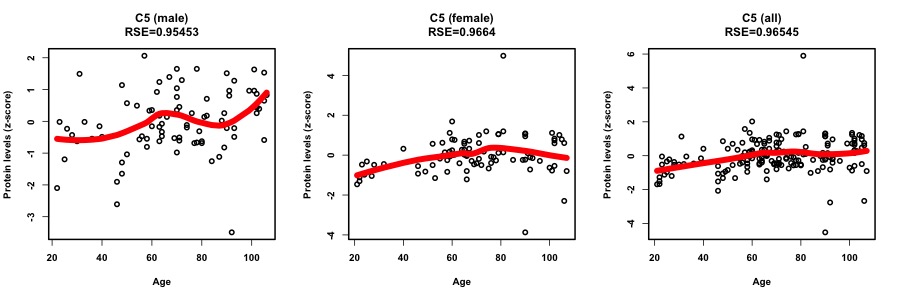 C5 (male)
RSE=0.95453
Protein levels (z-score)
2
1
0
-1
-2
-3
20 40 60 80 100
Age
C5 (female)
RSE=0.9664
Protein levels (z-score)
4
2
0
-2
-4
20 40 60 80 100
Age
C5 (all)
RSE=0.96545
Protein levels (z-score)
6
4
2
0
-2
-4
20 40 60 80 100
Age